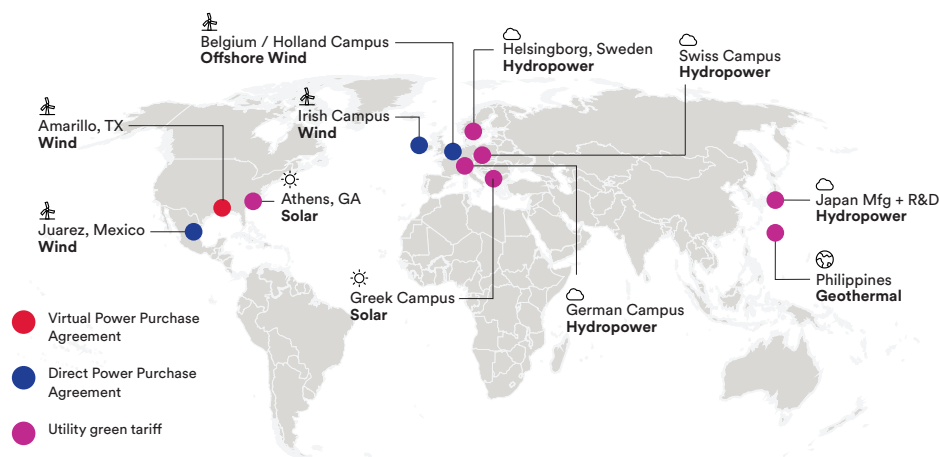 Belgium / Holland Campus
Offshore Wind
Helsingborg, Sweden
Hydropower
Swiss Campus
Hydropower
Amarillo, TX
Wind
Irish Campus
Wind
Athens, GA
Solar
Juarez, Mexico
Wind
Japan Mfg + R&D
Hydropower
Philippines
Geothermal
Greek Campus
Solar
German Campus
Hydropower
Virtual Power Purchase
Agreement
Direct Power Purchase
Agreement
Utility green tariff